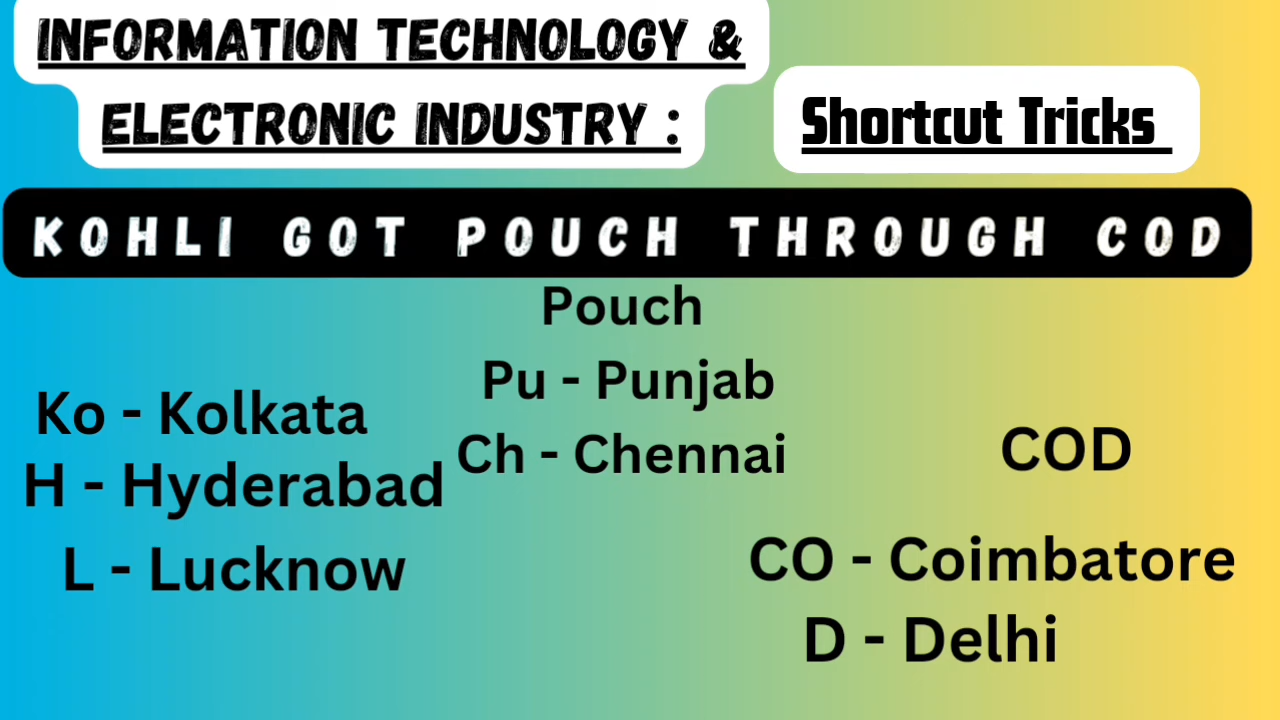 INFORMATION TECHNOLOGY &
ELECTRONIC INDUSTRY :
Shortcut Tricks
KOHLI GOT POUCH THROUGH COD
Ko - Kolkata
H - Hyderabad
L - Lucknow
Pouch
Pu - Punjab
Ch - Chennai
COD
CO - Coimbatore
D - Delhi